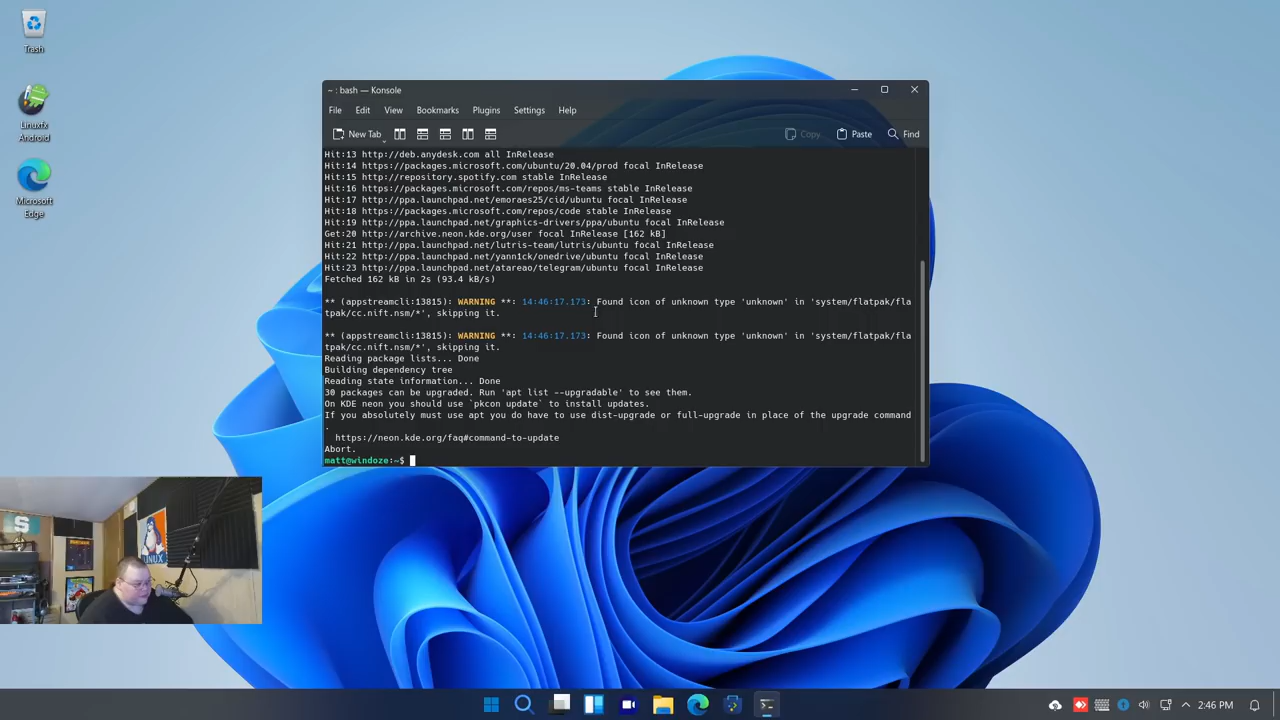 Trash
Linuxfx
Android
Microsoft
Edge
~ : bash — Konsole
File Edit View Bookmarks Plugins Settings Help
New Tab Copy Paste Find
Hit:13 http://deb.anydesk.com all InRelease
Hit:14 https://packages.microsoft.com/ubuntu/20.04/prod focal InRelease
Hit:15 http://repository.spotify.com stable InRelease
Hit:16 https://packages.microsoft.com/repos/ms-teams stable InRelease
Hit:17 http://ppa.launchpad.net/emoraes25/cid/ubuntu focal InRelease
Hit:18 https://packages.microsoft.com/repos/code stable InRelease
Hit:19 http://ppa.launchpad.net/graphics-drivers/ppa/ubuntu focal InRelease
Get:20 http://archive.neon.kde.org/user focal InRelease [162 kB]
Hit:21 http://ppa.launchpad.net/lutris-team/lutris/ubuntu focal InRelease
Hit:22 http://ppa.launchpad.net/yann1ck/onedrive/ubuntu focal InRelease
Hit:23 http://ppa.launchpad.net/atareao/telegram/ubuntu focal InRelease
Fetched 162 kB in 2s (93.4 kB/s)
** (appstreamcli:13815): WARNING **: 14:46:17.173: Found icon of unknown type 'unknown' in 'system/flatpak/fla
tpak/cc.nift.nsm/*', skipping it.
** (appstreamcli:13815): WARNING **: 14:46:17.173: Found icon of unknown type 'unknown' in 'system/flatpak/fla
tpak/cc.nift.nsm/*', skipping it.
Reading package lists... Done
Building dependency tree
Reading state information... Done
30 packages can be upgraded. Run 'apt list --upgradable' to see them.
On KDE neon you should use `pkcon update` to install updates.
If you absolutely must use apt you do have to use dist-upgrade or full-upgrade in place of the upgrade command
.
https://neon.kde.org/faq#command-to-update
Abort.
matt@windoze:~$
LINUX
2:46 PM